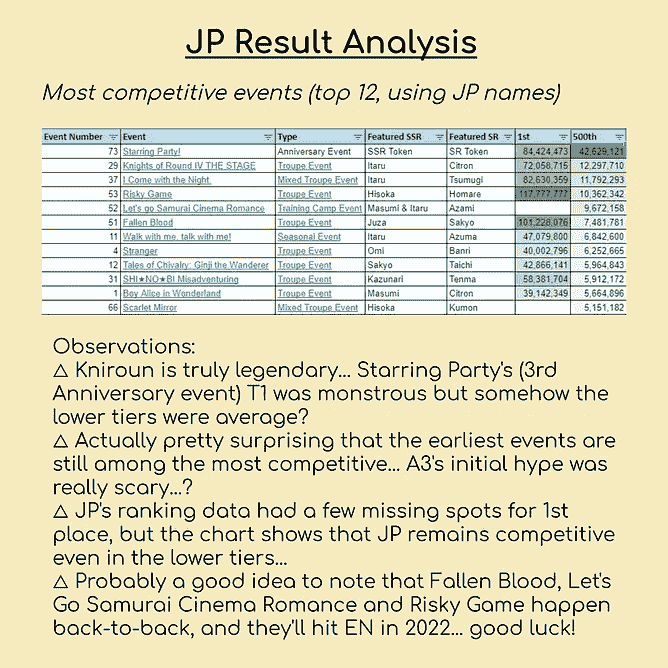 JP Result Analysis
Most competitive events (top 12, using JP names)
Event Number Event Type Featured SSR Featured SR 1st 500th
73 Starring Party! Anniversary Event SSR Token SR Token 84,424,473 42,629,121
29 Knights of Round IV THE STAGE Troupe Event Itaru Citron 72,058,715 12,297,710
37 I Come with the Night. Mixed Troupe Event Itaru Tsumugi 82,630,359 11,792,293
53 Risky Game Troupe Event Hisoka Homare 117,777,777 10,362,342
52 Let's go Samurai Cinema Romance Training Camp Event Masumi & Itaru Azami 9,672,158
51 Fallen Blood Troupe Event Juza Sakyo 101,228,076 7,481,781
11 Walk with me, talk with me! Seasonal Event Itaru Azuma 47,079,800 6,842,600
4 Stranger Troupe Event Omi Banri 40,002,796 6,252,665
12 Tales of Chivalry: Ginji the Wanderer Troupe Event Sakyo Taichi 42,866,141 5,964,843
31 SHI★NO★BI Misadventuring Troupe Event Kazunari Tenma 58,381,704 5,912,172
1 Boy Alice in Wonderland Troupe Event Masumi Citron 39,142,349 5,664,896
66 Scarlet Mirror Mixed Troupe Event Hisoka Kumon 5,151,182
Observations:
△ Kniroun is truly legendary... Starring Party's (3rd
Anniversary event) T1 was monstrous but somehow the
lower tiers were average?
△ Actually pretty surprising that the earliest events are
still among the most competitive... A3's initial hype was
really scary...?
△ JP's ranking data had a few missing spots for 1st
place, but the chart shows that JP remains competitive
even in the lower tiers...
△ Probably a good idea to note that Fallen Blood, Let's
Go Samurai Cinema Romance and Risky Game happen
back-to-back, and they'll hit EN in 2022... good luck!